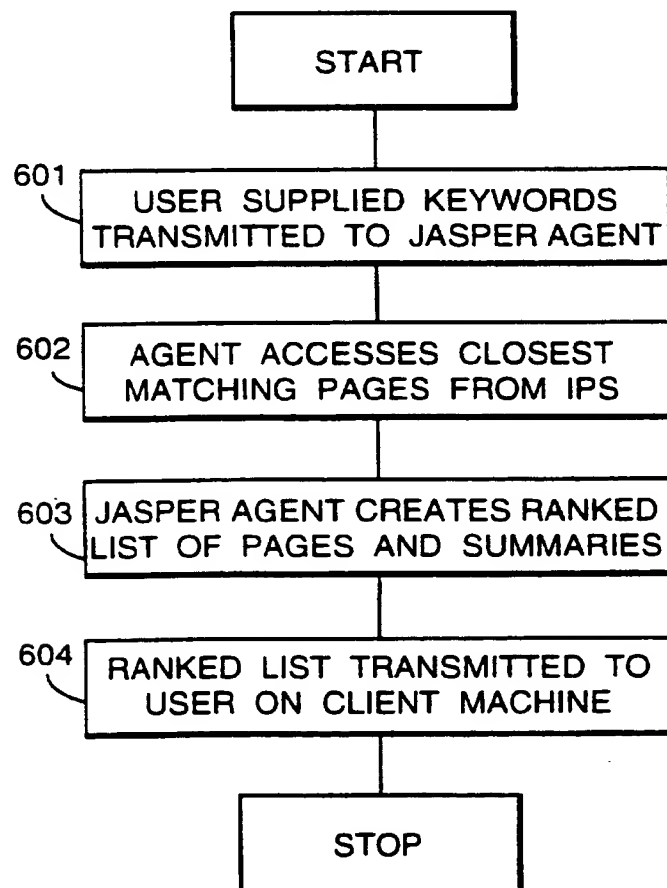 START
601
USER SUPPLIED KEYWORDS
TRANSMITTED TO JASPER AGENT
602
AGENT ACCESSES CLOSEST
MATCHING PAGES FROM IPS
603
JASPER AGENT CREATES RANKED
LIST OF PAGES AND SUMMARIES
604
RANKED LIST TRANSMITTED TO
USER ON CLIENT MACHINE
STOP